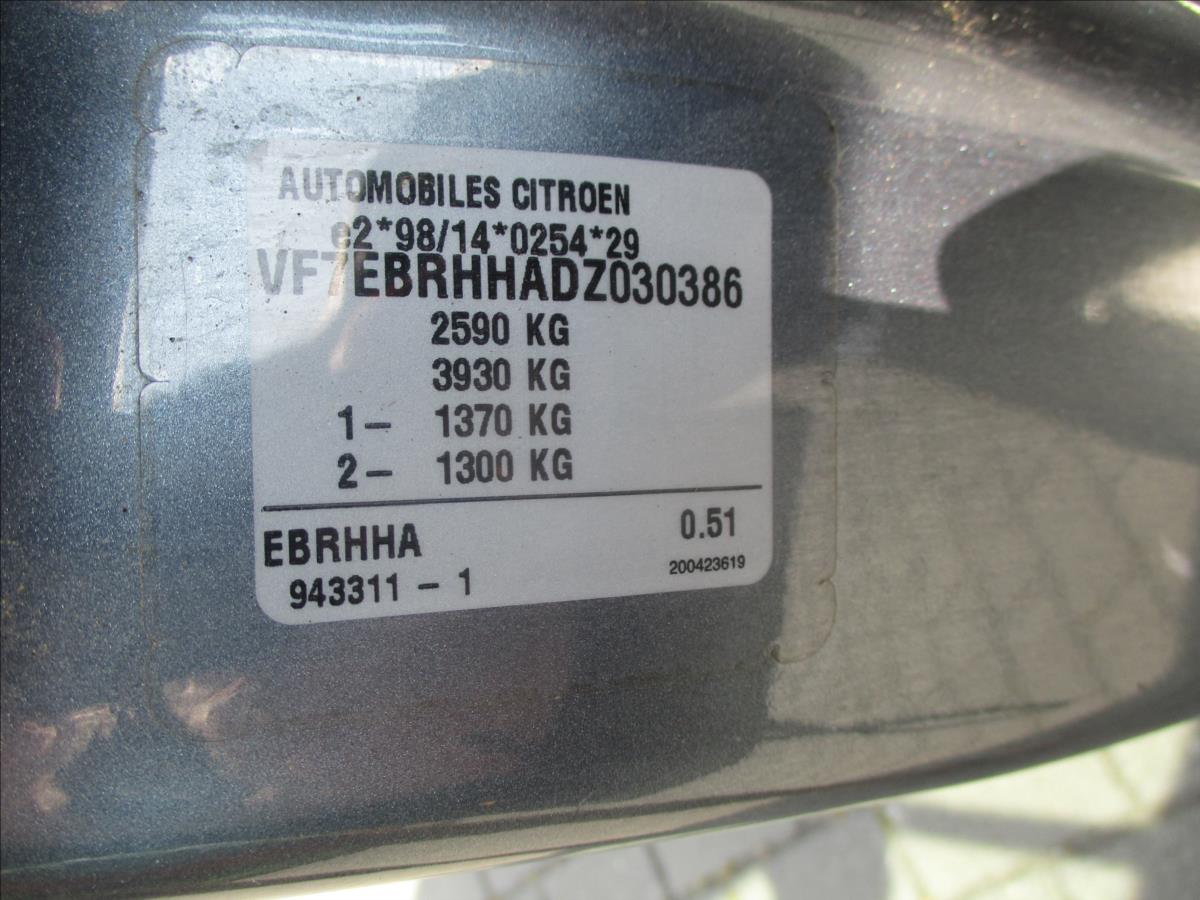 AUTOMOBILES CITROEN
e2*98/14*0254*29
VF7EBRHHADZ030386
2590 KG
3930 KG
1- 1370 KG
2- 1300 KG
EBRHHA 0.51
943311-1 200423619